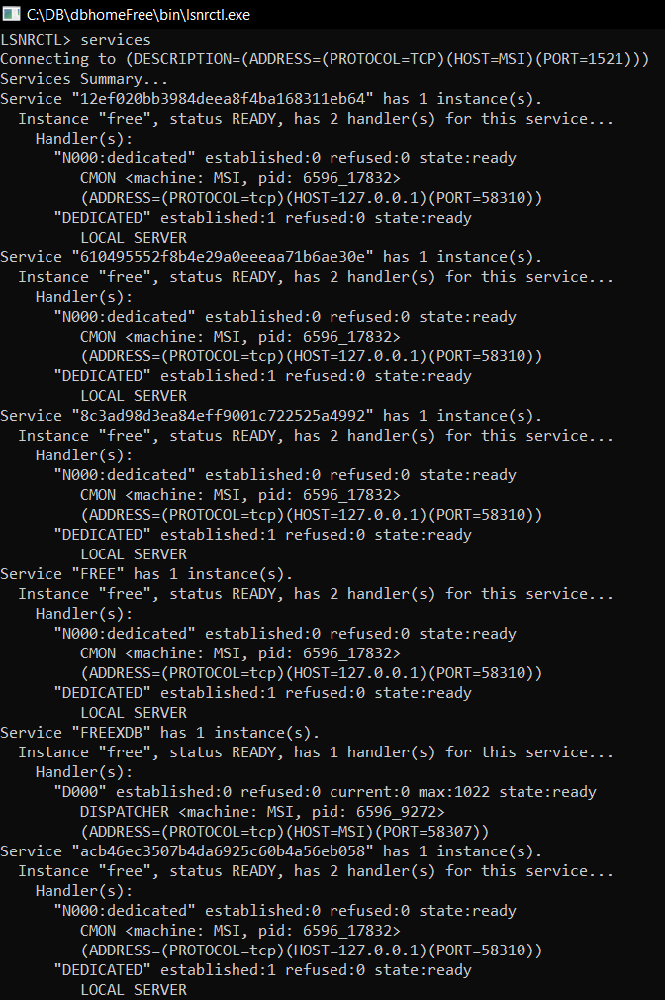 C:\DB\dbhomeFree\bin\lsnrctl.exe
LSNRCTL> services
Connecting to (DESCRIPTION=(ADDRESS=(PROTOCOL=TCP)(HOST=MSI)(PORT=1521)))
Services Summary...
Service "12ef020bb3984deea8f4ba168311eb64" has 1 instance(s).
  Instance "free", status READY, has 2 handler(s) for this service...
    Handler(s):
      "N000:dedicated" established:0 refused:0 state:ready
         CMON <machine: MSI, pid: 6596_17832>
         (ADDRESS=(PROTOCOL=tcp)(HOST=127.0.0.1)(PORT=58310))
      "DEDICATED" established:1 refused:0 state:ready
         LOCAL SERVER
Service "610495552f8b4e29a0eeeaa71b6ae30e" has 1 instance(s).
  Instance "free", status READY, has 2 handler(s) for this service...
    Handler(s):
      "N000:dedicated" established:0 refused:0 state:ready
         CMON <machine: MSI, pid: 6596_17832>
         (ADDRESS=(PROTOCOL=tcp)(HOST=127.0.0.1)(PORT=58310))
      "DEDICATED" established:1 refused:0 state:ready
         LOCAL SERVER
Service "8c3ad98d3ea84eff9001c722525a4992" has 1 instance(s).
  Instance "free", status READY, has 2 handler(s) for this service...
    Handler(s):
      "N000:dedicated" established:0 refused:0 state:ready
         CMON <machine: MSI, pid: 6596_17832>
         (ADDRESS=(PROTOCOL=tcp)(HOST=127.0.0.1)(PORT=58310))
      "DEDICATED" established:1 refused:0 state:ready
         LOCAL SERVER
Service "FREE" has 1 instance(s).
  Instance "free", status READY, has 2 handler(s) for this service...
    Handler(s):
      "N000:dedicated" established:0 refused:0 state:ready
         CMON <machine: MSI, pid: 6596_17832>
         (ADDRESS=(PROTOCOL=tcp)(HOST=127.0.0.1)(PORT=58310))
      "DEDICATED" established:1 refused:0 state:ready
         LOCAL SERVER
Service "FREEXDB" has 1 instance(s).
  Instance "free", status READY, has 1 handler(s) for this service...
    Handler(s):
      "D000" established:0 refused:0 current:0 max:1022 state:ready
         DISPATCHER <machine: MSI, pid: 6596_9272>
         (ADDRESS=(PROTOCOL=tcp)(HOST=MSI)(PORT=58307))
Service "acb46ec3507b4da6925c60b4a56eb058" has 1 instance(s).
  Instance "free", status READY, has 2 handler(s) for this service...
    Handler(s):
      "N000:dedicated" established:0 refused:0 state:ready
         CMON <machine: MSI, pid: 6596_17832>
         (ADDRESS=(PROTOCOL=tcp)(HOST=127.0.0.1)(PORT=58310))
      "DEDICATED" established:1 refused:0 state:ready
         LOCAL SERVER